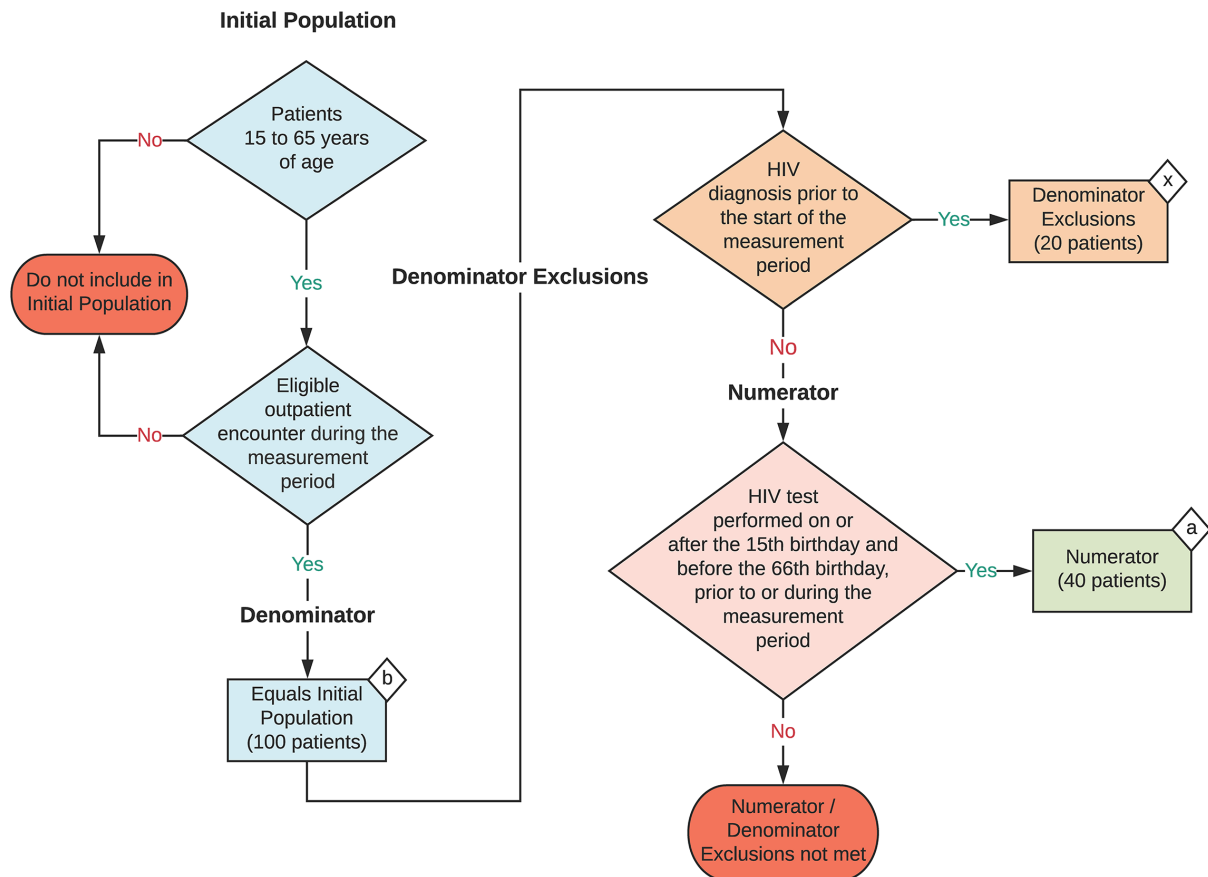 Initial Population
Patients
15 to 65 years
of age
No
Yes
Do not include in
Initial Population
Eligible
outpatient
encounter during the
measurement
period
No
Yes
Denominator
b
Equals Initial
Population
(100 patients)
Denominator Exclusions
HIV
diagnosis prior to
the start of the
measurement
period
Yes
x
Denominator
Exclusions
(20 patients)
No
Numerator
HIV test
performed on or
after the 15th birthday and
before the 66th birthday,
prior to or during the
measurement
period
Yes
a
Numerator
(40 patients)
No
Numerator /
Denominator
Exclusions not met